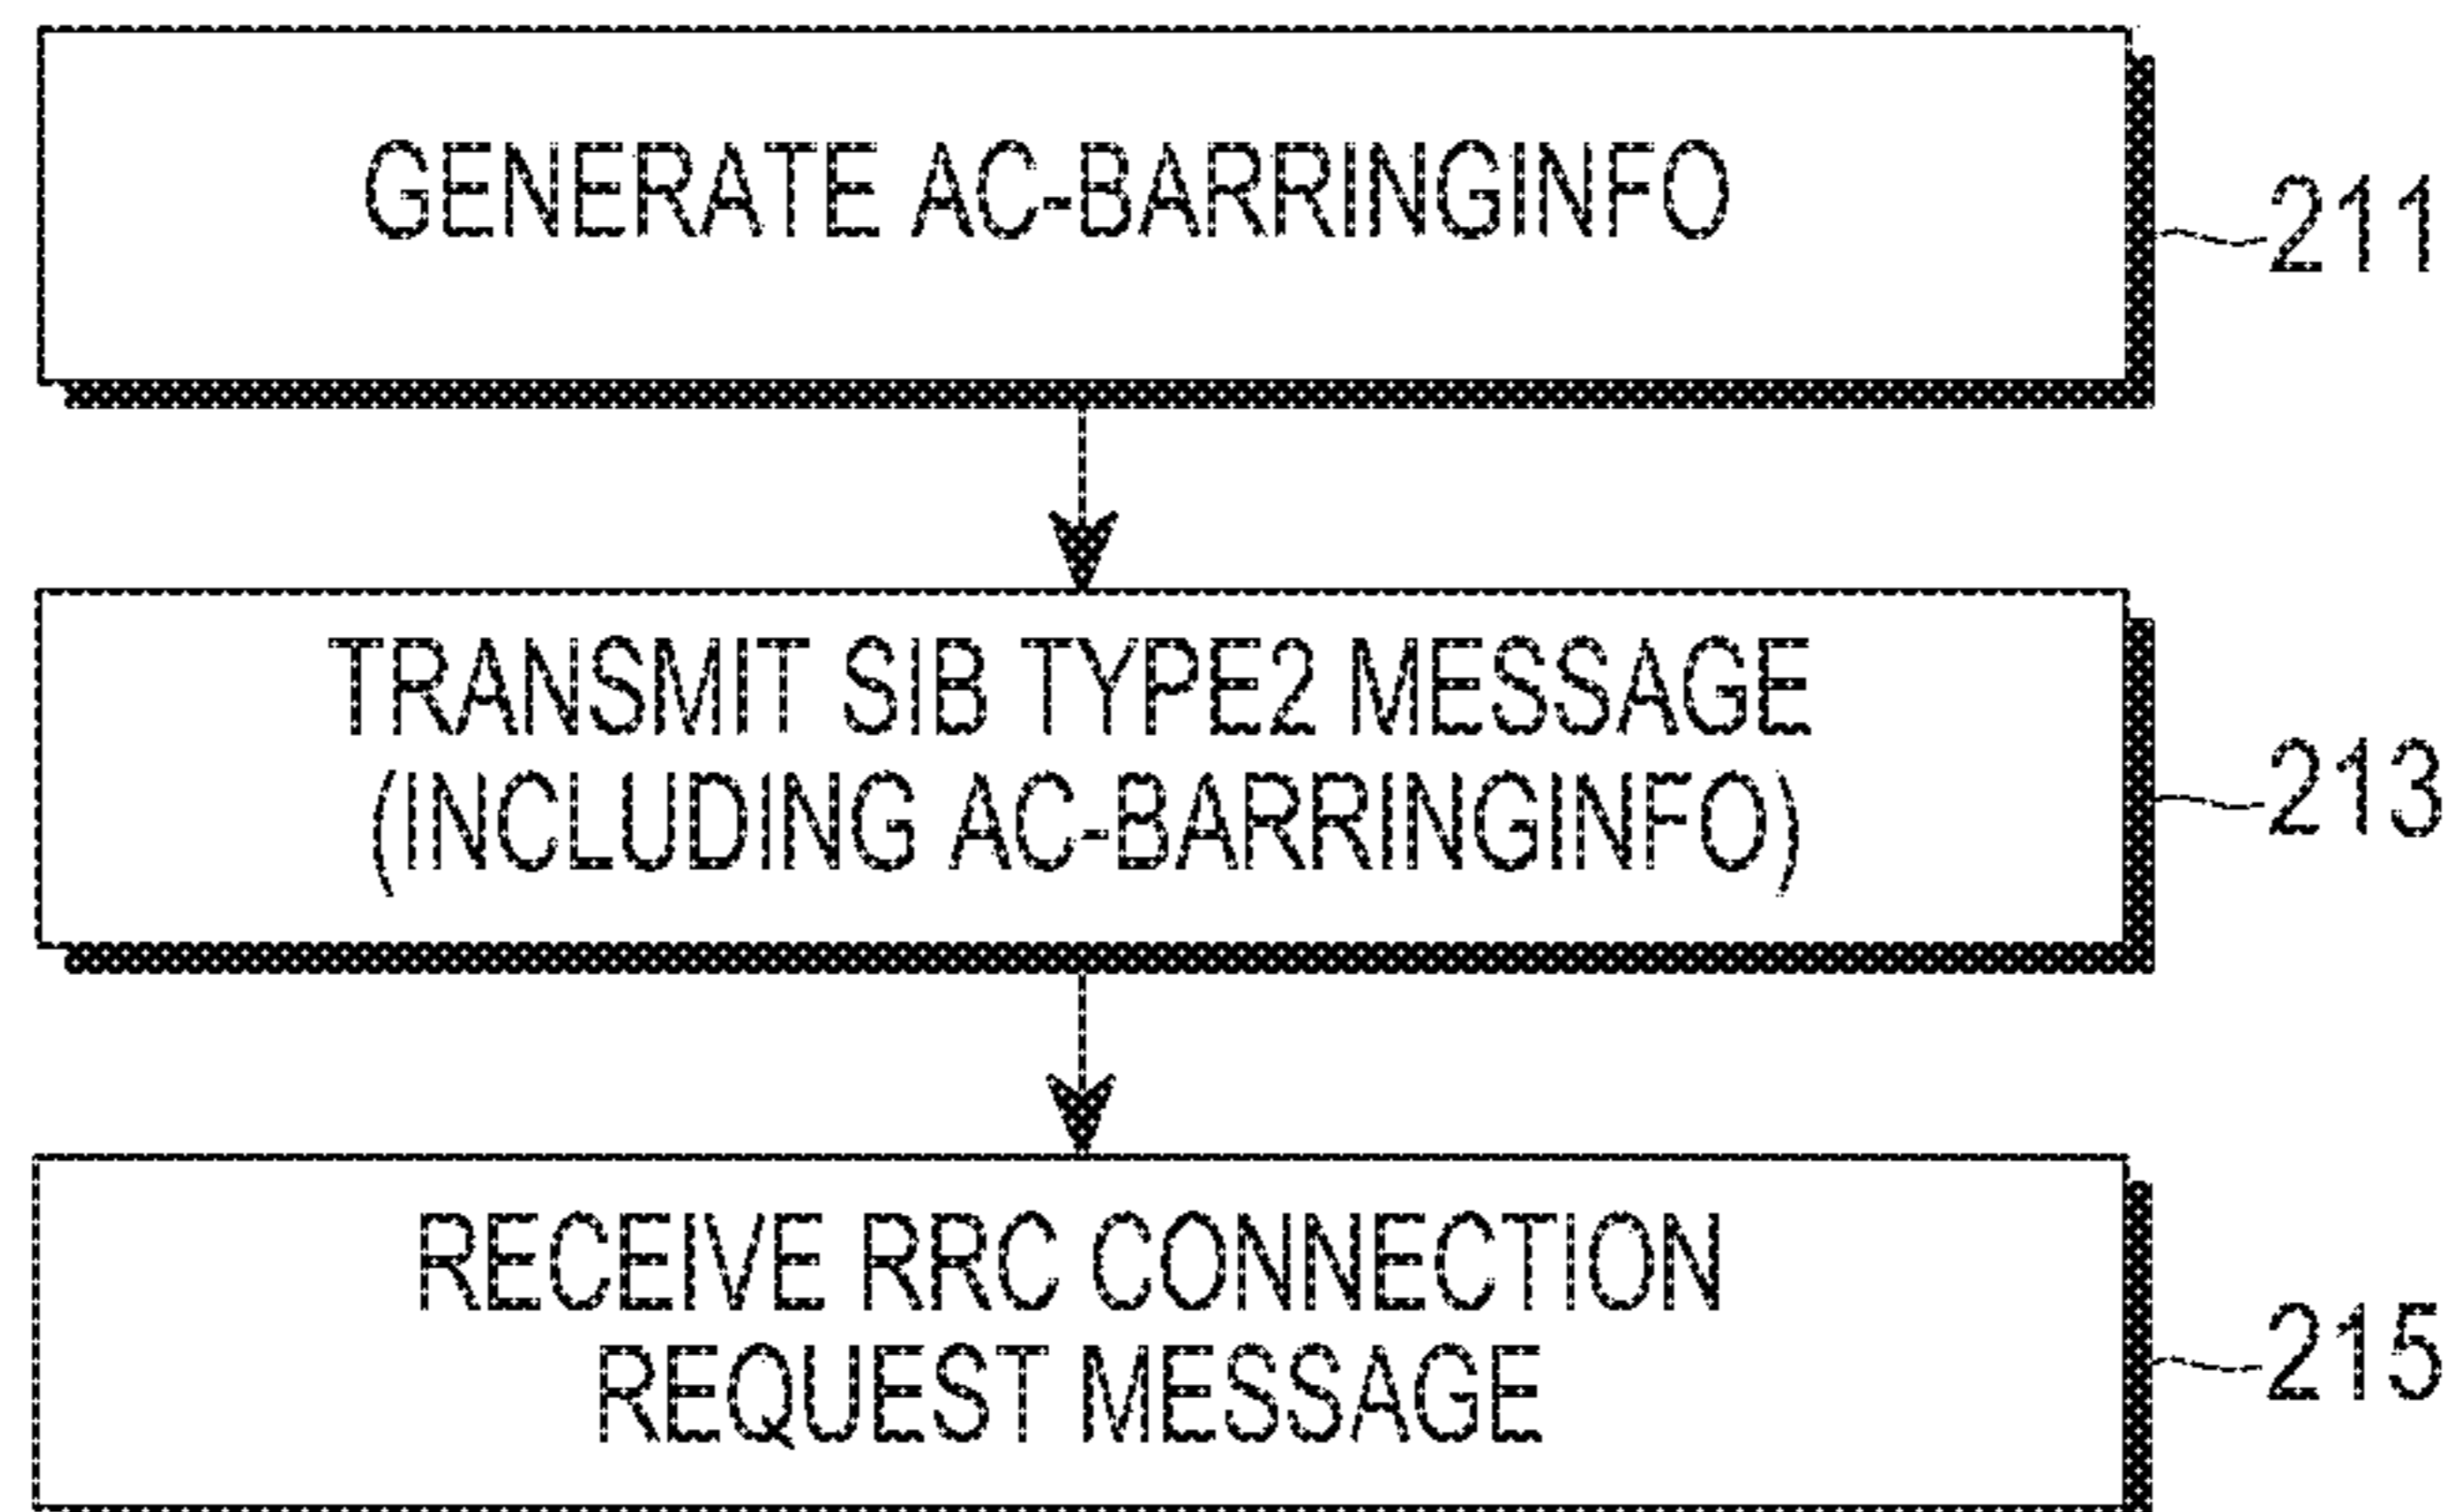 GENERATE AC-BARRINGINFO
211
TRANSMIT SIB TYPE2 MESSAGE
(INCLUDING AC-BARRINGINFO)
213
RECEIVE RRC CONNECTION
REQUEST MESSAGE
215